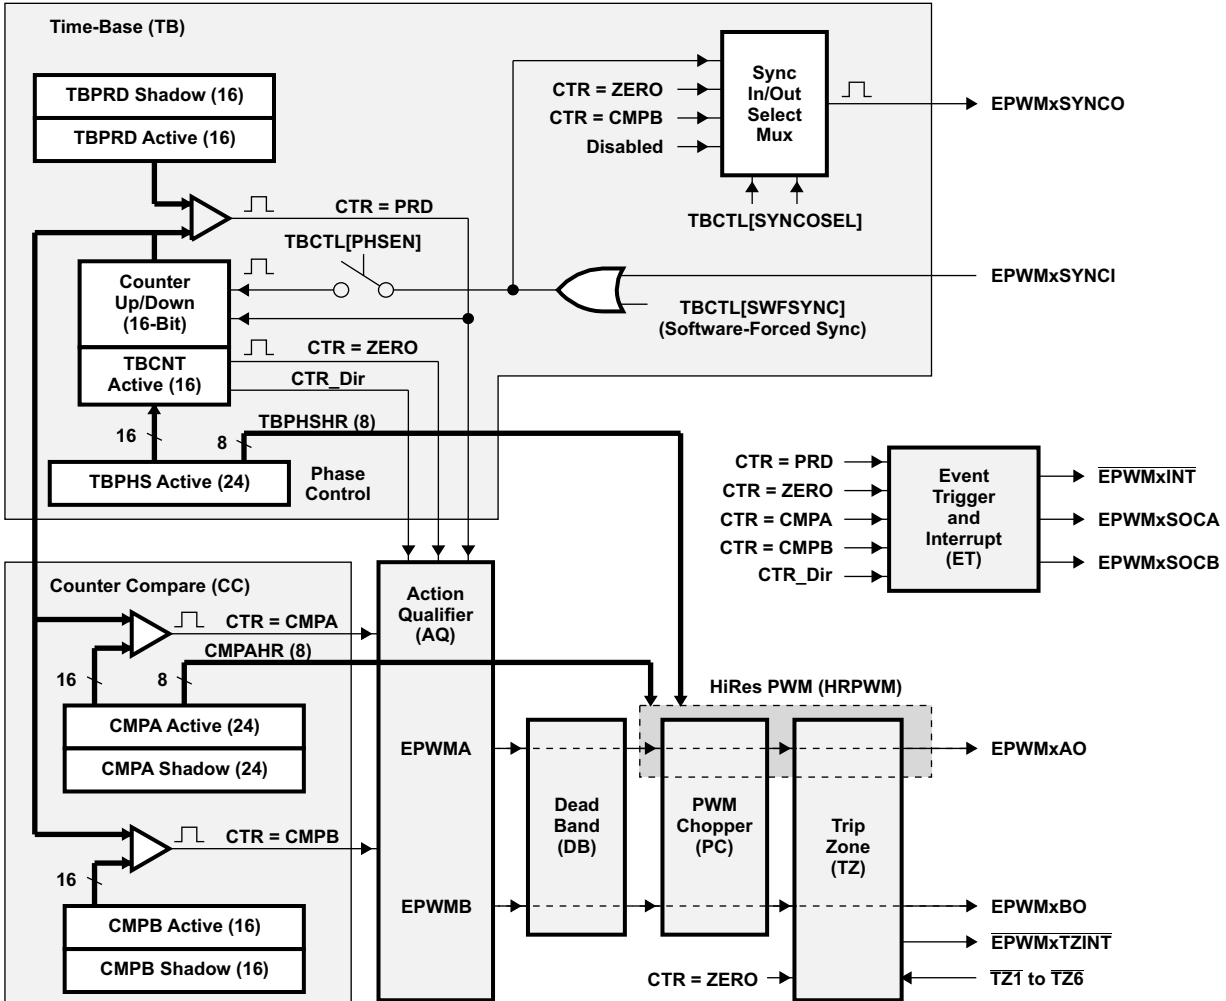 Time-Base (TB)
TBPRD Shadow (16)
TBPRD Active (16)
CTR = ZERO
CTR = CMPB
Disabled
Sync
In/Out
Select
Mux
EPWMxSYNCO
TBCTL[SYNCOSEL]
CTR = PRD
TBCTL[PHSEN]
Counter
Up/Down
(16-Bit)
EPWMxSYNCI
TBCTL[SWFSYNC]
(Software-Forced Sync)
CTR = ZERO
TBCNT
Active (16)
CTR_Dir
16
8
TBPHSHR (8)
TBPHS Active (24)
Phase
Control
CTR = PRD
CTR = ZERO
CTR = CMPA
CTR = CMPB
CTR_Dir
Event
Trigger
and
Interrupt
(ET)
EPWMxINT
EPWMxSOCA
EPWMxSOCB
Counter Compare (CC)
CTR = CMPA
Action
Qualifier
(AQ)
CMPAHR (8)
16
8
HiRes PWM (HRPWM)
CMPA Active (24)
CMPA Shadow (24)
EPWMA
EPWMxAO
CTR = CMPB
Dead
Band
(DB)
PWM
Chopper
(PC)
Trip
Zone
(TZ)
16
EPWMB
EPWMxBO
CMPB Active (16)
CMPB Shadow (16)
EPWMxTZINT
CTR = ZERO
TZ1 to TZ6